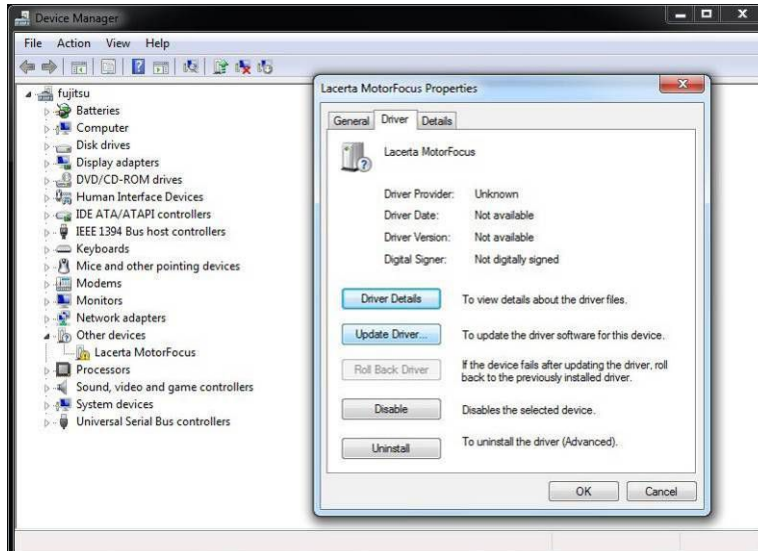 Device Manager
File Action View Help
fujitsu
Batteries
Computer
Disk drives
Display adapters
DVD/CD-ROM drives
Human Interface Devices
IDE ATA/ATAPI controllers
IEEE 1394 Bus host controllers
Keyboards
Mice and other pointing devices
Modems
Monitors
Network adapters
Other devices
Lacerta MotorFocus
Processors
Sound, video and game controllers
System devices
Universal Serial Bus controllers
Lacerta MotorFocus Properties
General Driver Details
Lacerta MotorFocus
Driver Provider: Unknown
Driver Date: Not available
Driver Version: Not available
Digital Signer: Not digitally signed
Driver Details To view details about the driver files.
Update Driver... To update the driver software for this device.
Roll Back Driver If the device fails after updating the driver, roll
back to the previously installed driver.
Disable Disables the selected device.
Uninstall To uninstall the driver (Advanced).
OK Cancel